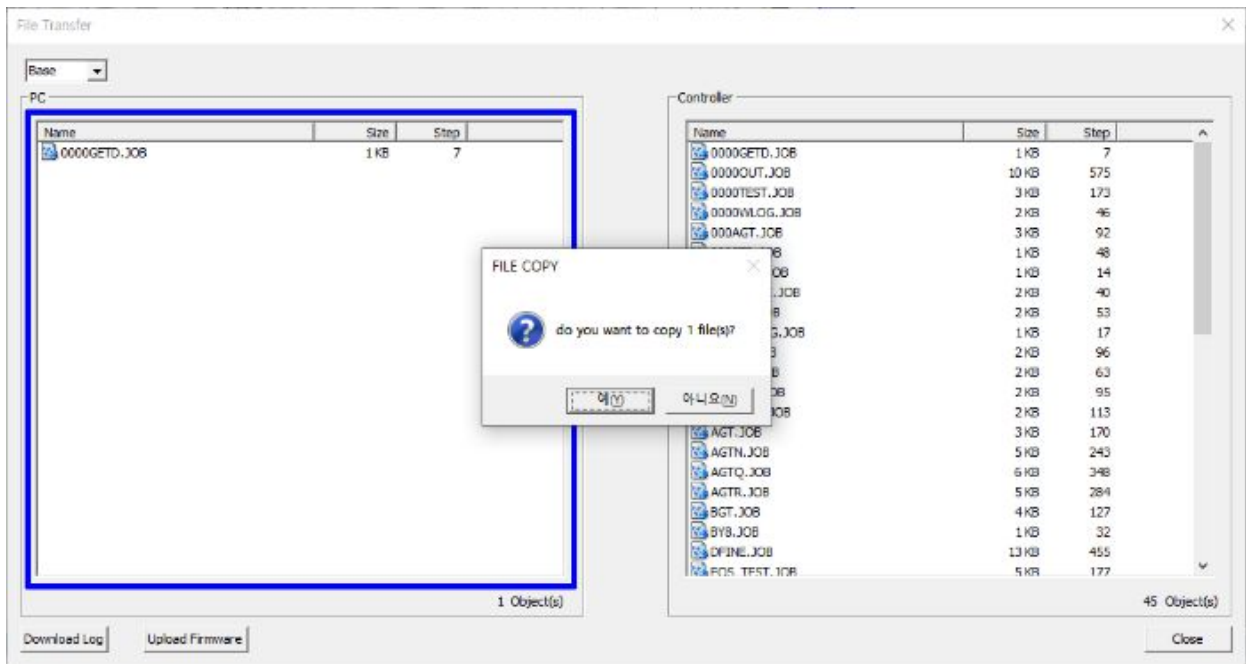 File Transfer
Base
PC
Name Size Step
0000GETD.JOB 1 KB 7
1 Object(s)
Controller
Name Size Step
0000GETD.JOB 1 KB 7
0000OUT.JOB 10 KB 575
0000TEST.JOB 3 KB 173
0000WLOG.JOB 2 KB 46
000AGT.JOB 3 KB 92
1 KB 48
OB 1 KB 14
.JOB 2 KB 40
2 KB 53
G.JOB 1 KB 17
2 KB 96
2 KB 63
2 KB 95
JOB 2 KB 113
AGT.JOB 3 KB 170
AGTN.JOB 5 KB 243
AGTQ.JOB 6 KB 348
AGTR.JOB 5 KB 284
BGT.JOB 4 KB 127
BYB.JOB 1 KB 32
DFINE.JOB 13 KB 455
EOS_TEST.JOB 5 KB 177
45 Object(s)
FILE COPY
do you want to copy 1 file(s)?
예(Y) 아니요(N)
Download Log Upload Firmware Close